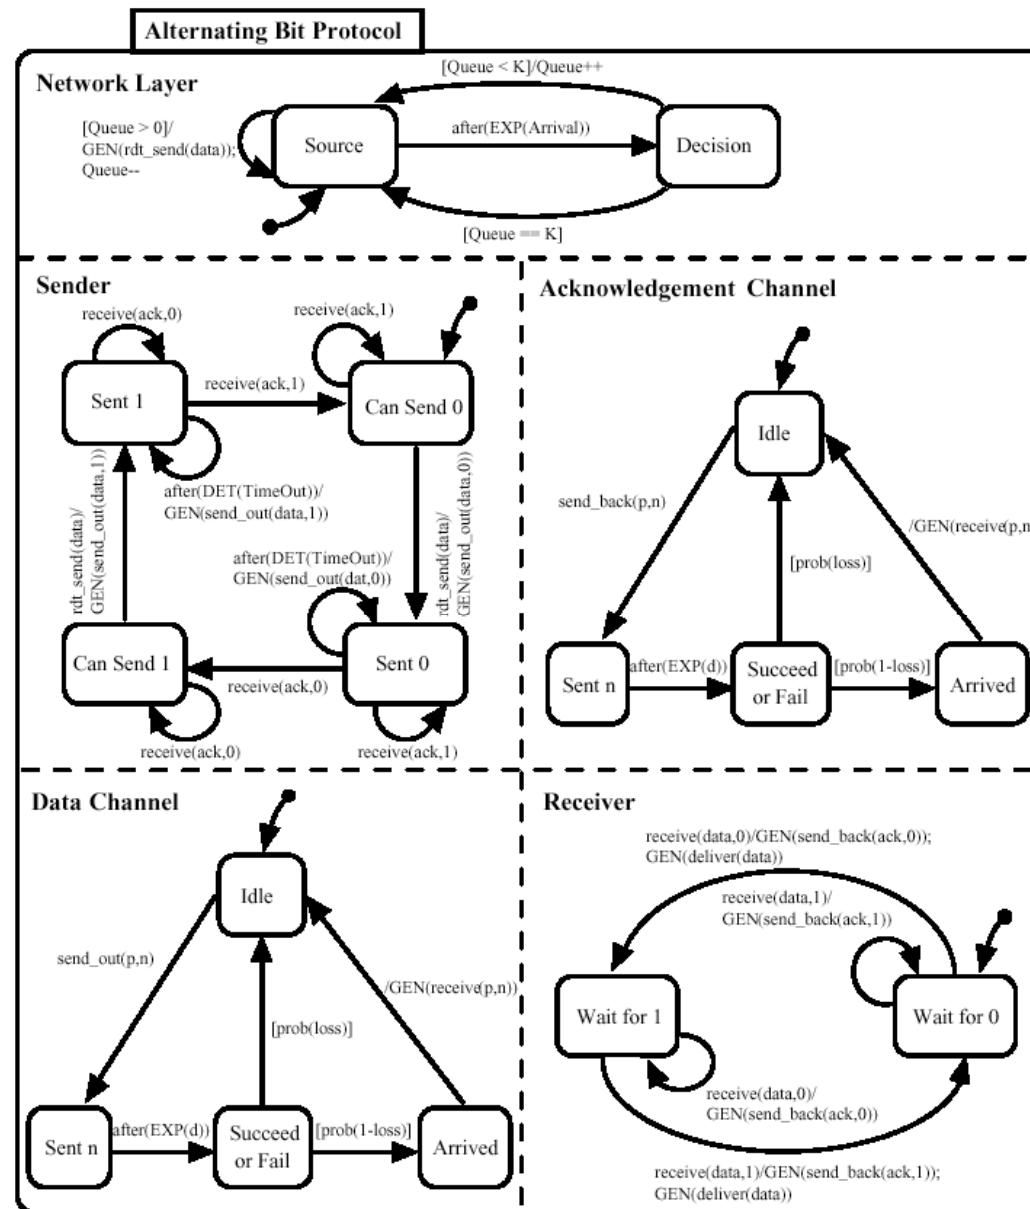 Alternating Bit Protocol
Network Layer
[Queue < K]/Queue++
[Queue > 0]/
GEN(rdt_send(data));
Queue--
Source
after(EXP(Arrival))
Decision
[Queue == K]
Sender
receive(ack,0)
receive(ack,1)
Sent 1
receive(ack,1)
Can Send 0
after(DET(TimeOut))/
GEN(send_out(data,1))
rdt_send(data)/
GEN(send_out(data,1))
after(DET(TimeOut))/
GEN(send_out(dat,0))
rdt_send(data)/
GEN(send_out(data,0))
Can Send 1
receive(ack,0)
Sent 0
receive(ack,0)
receive(ack,1)
Acknowledgement Channel
Idle
send_back(p,n)
/GEN(receive(p,n
[prob(loss)]
Sent n
after(EXP(d))
Succeed
or Fail
[prob(1-loss)]
Arrived
Data Channel
Idle
send_out(p,n)
/GEN(receive(p,n))
[prob(loss)]
Sent n
after(EXP(d))
Succeed
or Fail
[prob(1-loss)]
Arrived
Receiver
receive(data,0)/GEN(send_back(ack,0));
GEN(deliver(data))
receive(data,1)/
GEN(send_back(ack,1))
Wait for 1
Wait for 0
receive(data,0)/
GEN(send_back(ack,0))
receive(data,1)/GEN(send_back(ack,1));
GEN(deliver(data))